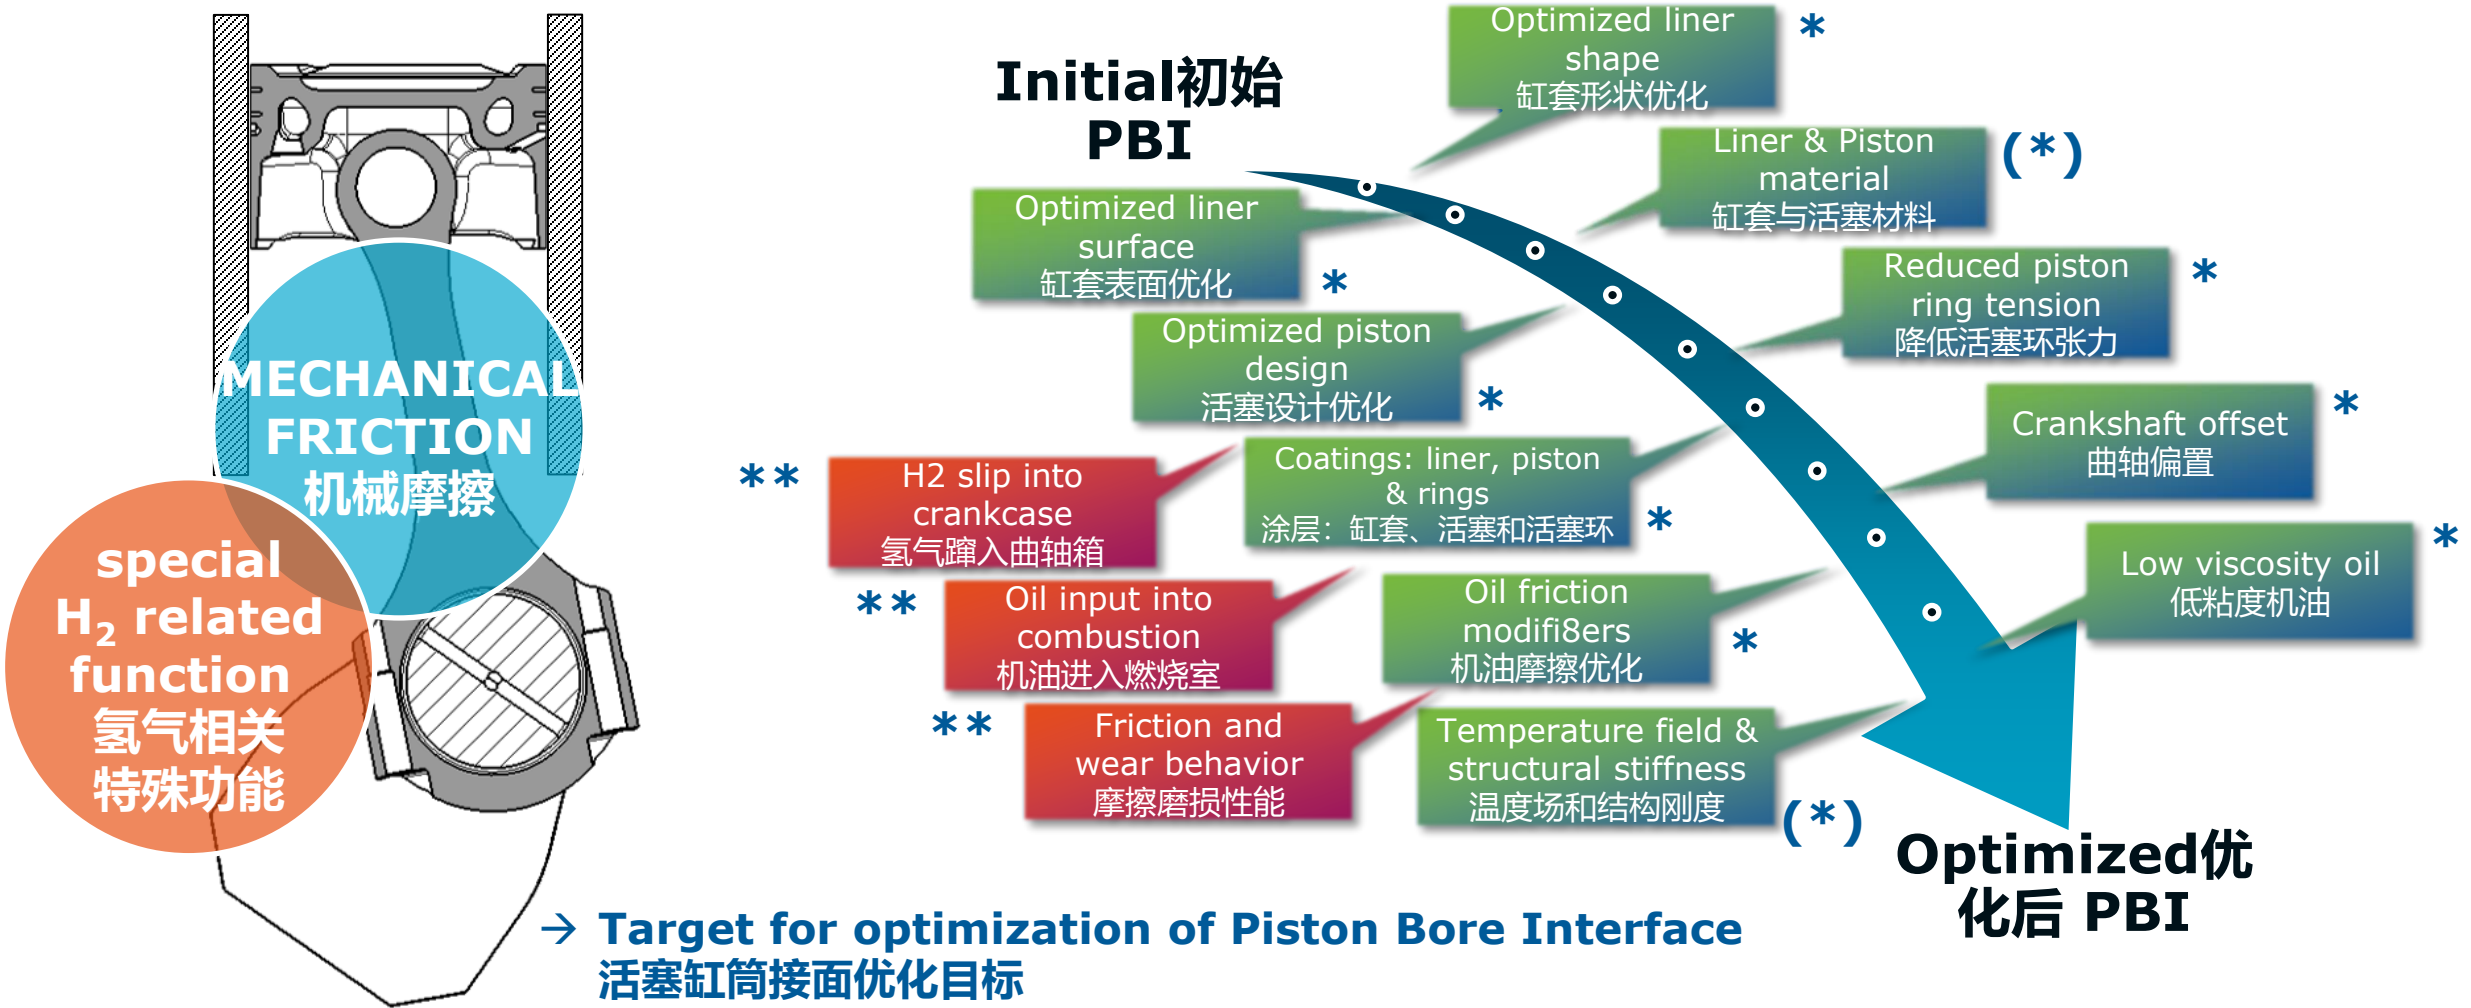 Initial初始
PBI
Optimized liner
shape
缸套形状优化
*
Liner & Piston
material
缸套与活塞材料
(*)
Optimized liner
surface
缸套表面优化
*
Reduced piston
ring tension
降低活塞环张力
*
Optimized piston
design
活塞设计优化
*
Crankshaft offset
曲轴偏置
*
MECHANICAL
FRICTION
机械摩擦
**
H2 slip into
crankcase
氢气蹿入曲轴箱
Coatings: liner, piston
& rings
涂层：缸套、活塞和活塞环
*
Low viscosity oil
低粘度机油
*
special
H2 related
function
氢气相关
特殊功能
**
Oil input into
combustion
机油进入燃烧室
Oil friction
modifi8ers
机油摩擦优化
*
**
Friction and
wear behavior
摩擦磨损性能
Temperature field &
structural stiffness
温度场和结构刚度
(*)
Optimized优
化后 PBI
→ Target for optimization of Piston Bore Interface
活塞缸筒接面优化目标